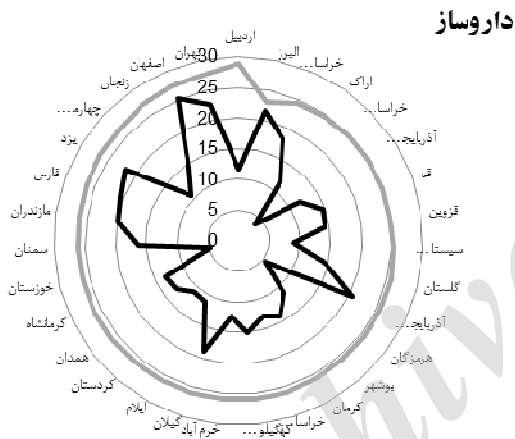 داروساز
اردبیل
البرز
خراسا...
اراک
خراسا...
آذربایج...
قم
قزوین
سیستا ...
گلستان
آذربایج...
هرمزگان
بوشهر
کرمان
خراسا...
کهگیلو...
خرم آباد
گیلان
ایلام
کردستان
همدان
کرمانشاه
خوزستان
سمنان
مازندران
فارس
یزد
چهارم...
زنجان
اصفهان
تهران
30
25
20
15
10
5
0